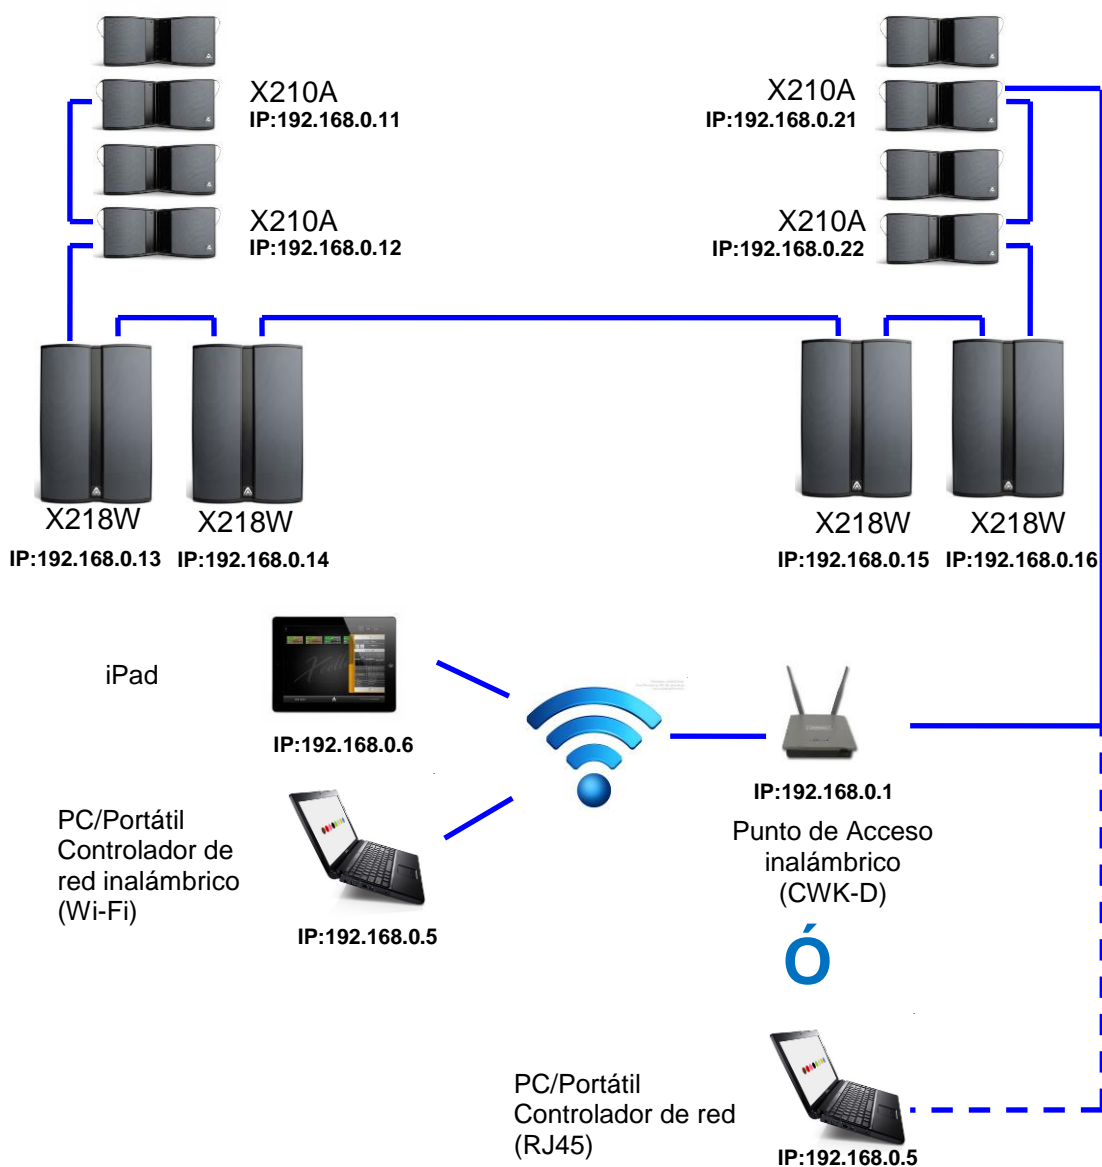 X210A
IP:192.168.0.11
X210A
IP:192.168.0.21
X210A
IP:192.168.0.12
X210A
IP:192.168.0.22
X218W
IP:192.168.0.13
X218W
IP:192.168.0.14
X218W
IP:192.168.0.15
X218W
IP:192.168.0.16
iPad
IP:192.168.0.6
PC/Portátil
Controlador de
red inalámbrico
(Wi-Fi)
IP:192.168.0.5
IP:192.168.0.1
Punto de Acceso
inalámbrico
(CWK-D)
Ó
PC/Portátil
Controlador de red
(RJ45)
IP:192.168.0.5